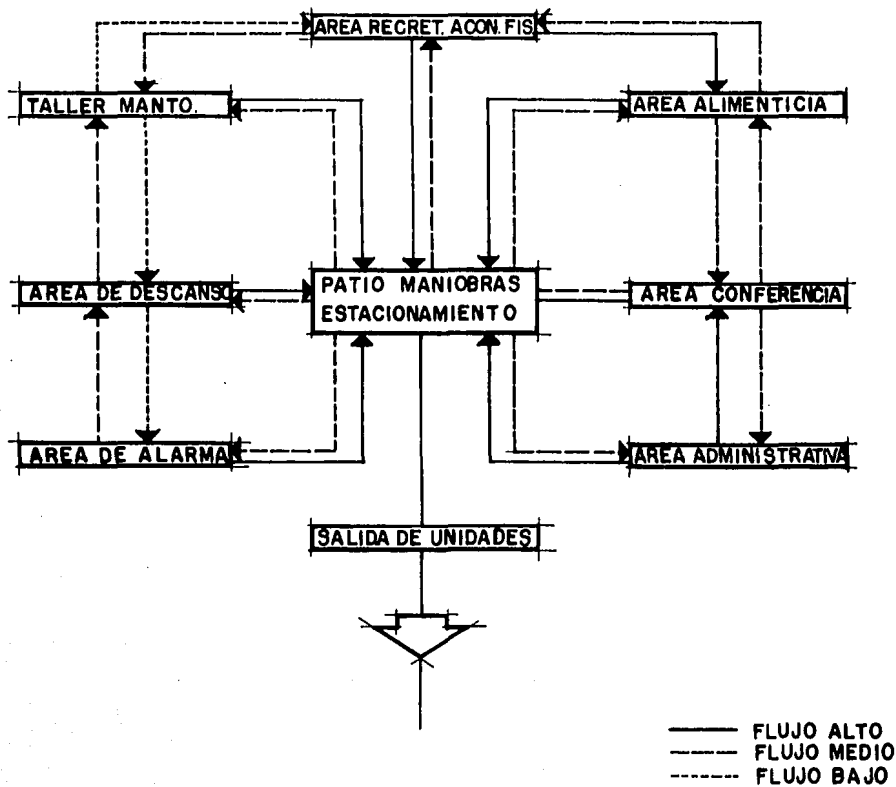 AREA RECRET. ACON. FIS.
TALLER MANTO.
AREA ALIMENTICIA
PATIO MANIOBRAS
ESTACIONAMIENTO
AREA DE DESCANSO
AREA CONFERENCIA
AREA DE ALARMA
AREA ADMINISTRATIVA
SALIDA DE UNIDADES
FLUJO ALTO
FLUJO MEDIO
FLUJO BAJO